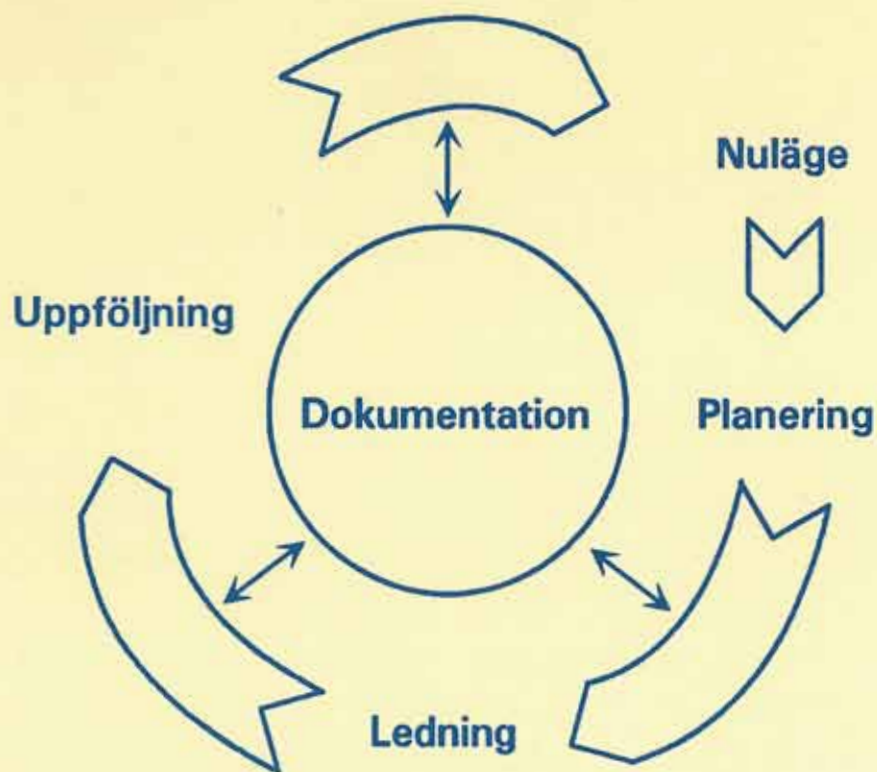 Nuläge
Uppföljning
Dokumentation
Planering
Ledning